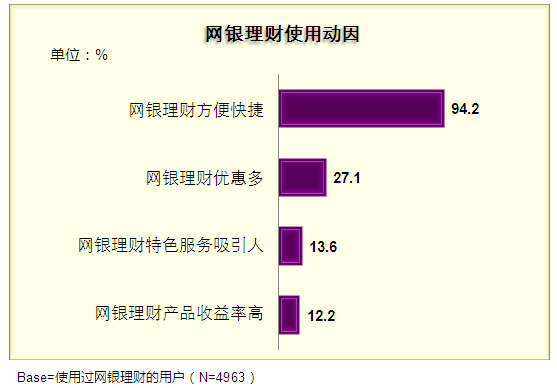 网银理财使用动因
单位：%
网银理财方便快捷 94.2
网银理财优惠多 27.1
网银理财特色服务吸引人 13.6
网银理财产品收益率高 12.2
Base=使用过网银理财的用户（N=4963）